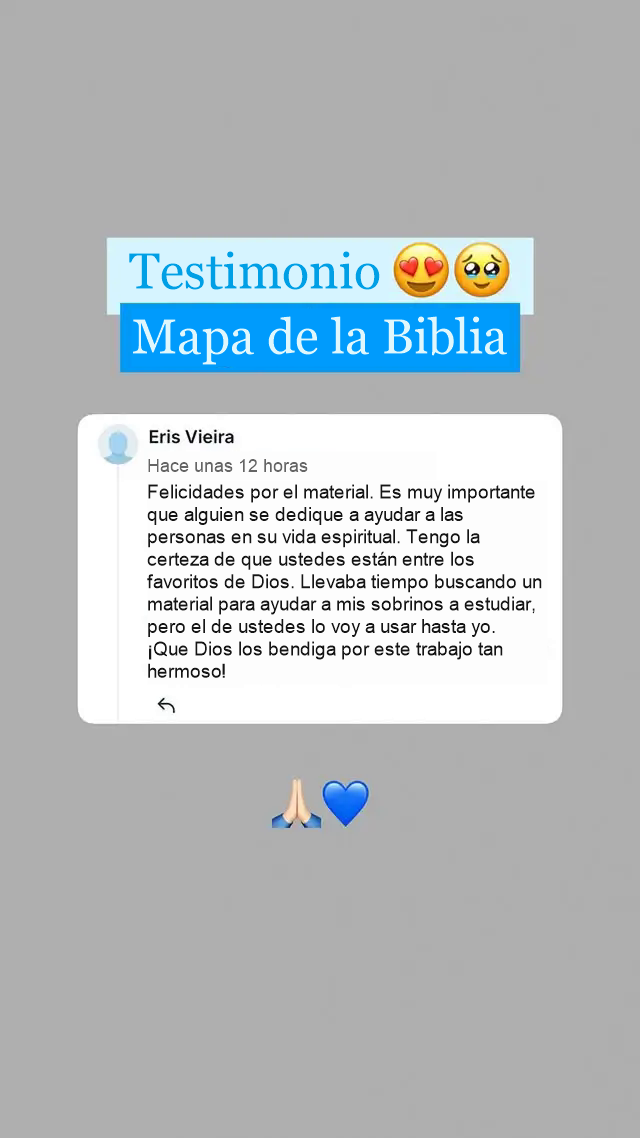 Testimonio 😍🥹
Mapa de la Biblia
Eris Vieira
Hace unas 12 horas
Felicidades por el material. Es muy importante
que alguien se dedique a ayudar a las
personas en su vida espiritual. Tengo la
certeza de que ustedes están entre los
favoritos de Dios. Llevaba tiempo buscando un
material para ayudar a mis sobrinos a estudiar,
pero el de ustedes lo voy a usar hasta yo.
¡Que Dios los bendiga por este trabajo tan
hermoso!
🙏🏻💙